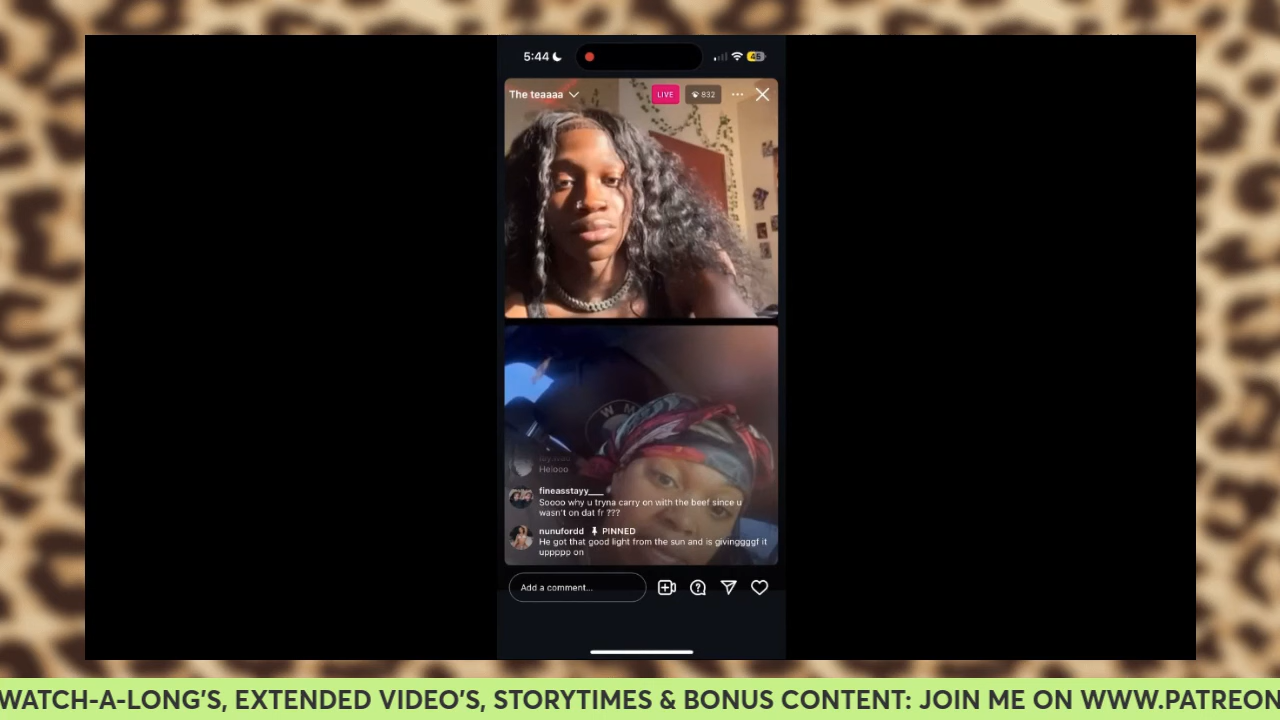 5:44
45
The teaaaa
LIVE
832
W M
Heiooo
fineasstayy___
Soooo why u tryna carry on with the beef since u
wasn't on dat fr ???
nunufordd PINNED
He got that good light from the sun and is givinggggf it
uppppp on
Add a comment...
WATCH-A-LONG'S, EXTENDED VIDEO'S, STORYTIMES & BONUS CONTENT: JOIN ME ON WWW.PATREON